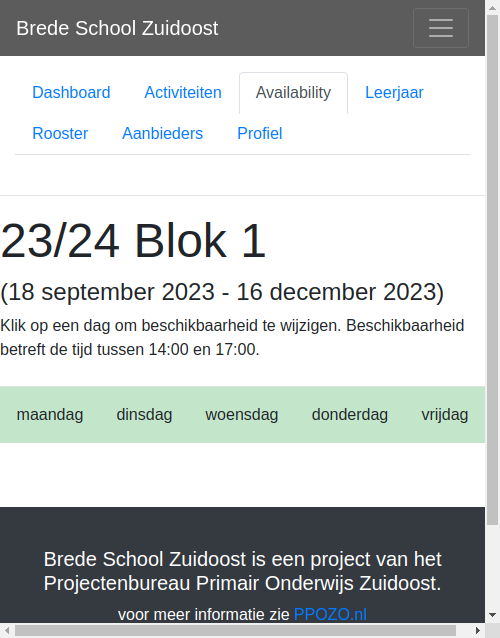 Brede School Zuidoost
Dashboard Activiteiten Availability Leerjaar
Rooster Aanbieders Profiel
23/24 Blok 1
(18 september 2023 - 16 december 2023)
Klik op een dag om beschikbaarheid te wijzigen. Beschikbaarheid
betreft de tijd tussen 14:00 en 17:00.
maandag dinsdag woensdag donderdag vrijdag
Brede School Zuidoost is een project van het
Projectenbureau Primair Onderwijs Zuidoost.
voor meer informatie zie PPOZO.nl